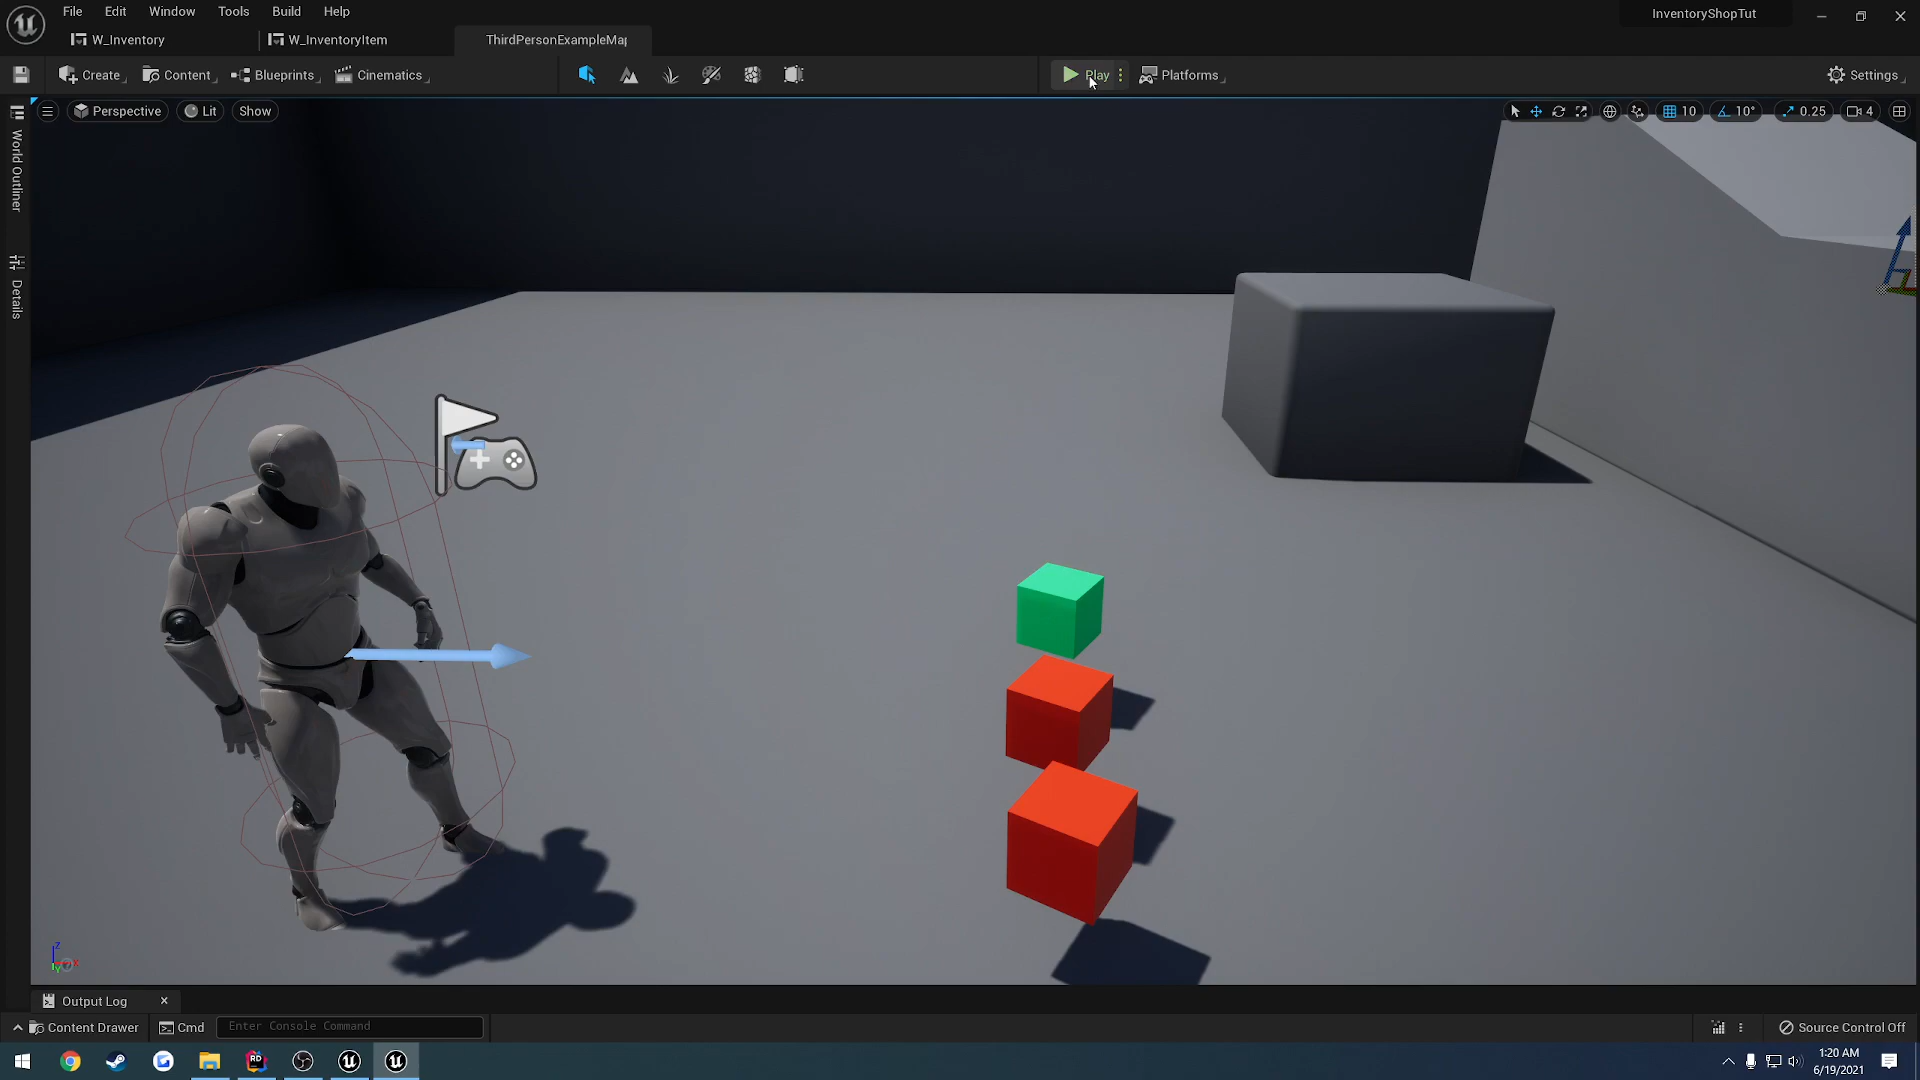 File Edit Window Tools Build Help
InventoryShopTut
W_Inventory
W_InventoryItem
ThirdPersonExampleMap
Create
Content
Blueprints
Cinematics
Play
Platforms
Settings
Perspective
Lit
Show
10
10°
0.25
4
World Outliner
Details
Z
X
Y
Output Log
Content Drawer
Cmd
Enter Console Command
Source Control Off
RD
1:20 AM
6/19/2021